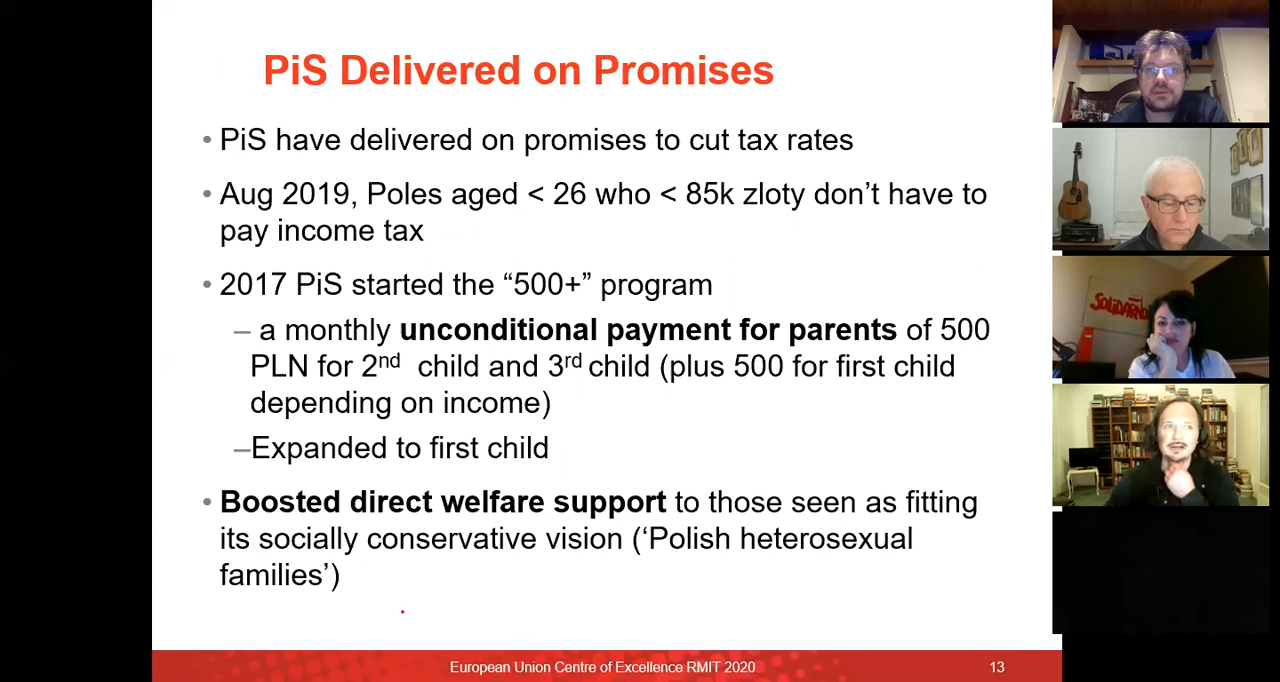 PiS Delivered on Promises
• PiS have delivered on promises to cut tax rates
• Aug 2019, Poles aged < 26 who < 85k zloty don’t have to
pay income tax
• 2017 PiS started the “500+” program
– a monthly unconditional payment for parents of 500
PLN for 2nd child and 3rd child (plus 500 for first child
depending on income)
–Expanded to first child
• Boosted direct welfare support to those seen as fitting
its socially conservative vision (‘Polish heterosexual
families’)
European Union Centre of Excellence RMIT 2020
13